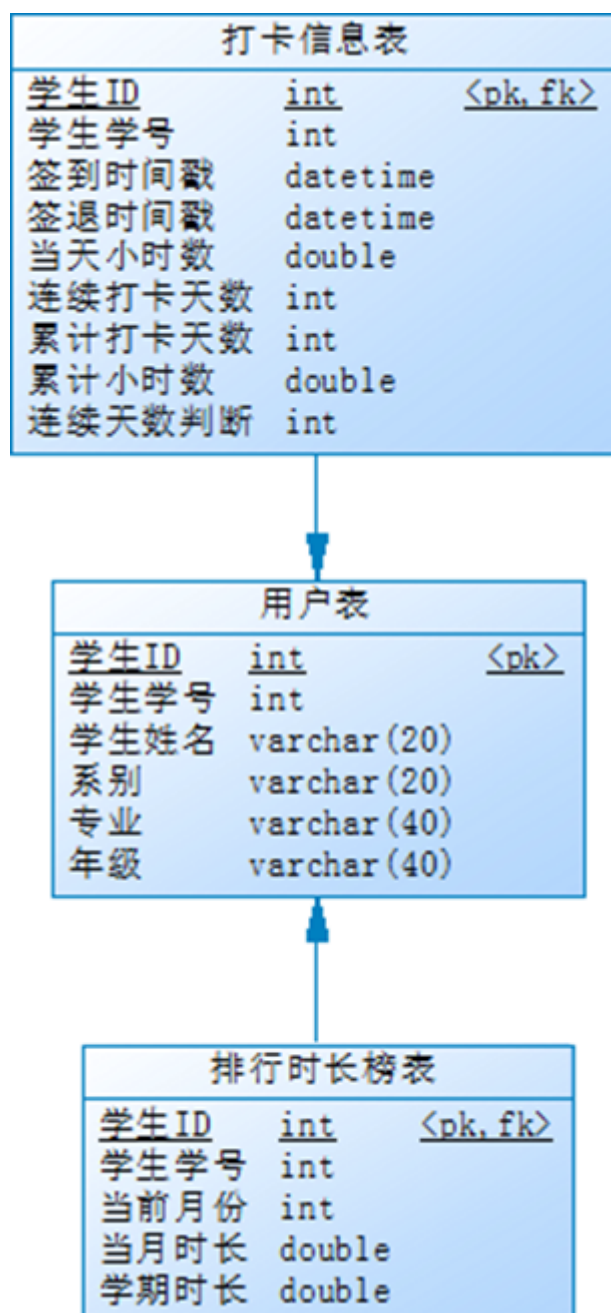 打卡信息表
学生ID int <pk,fk>
学生学号 int
签到时间戳 datetime
签退时间戳 datetime
当天小时数 double
连续打卡天数 int
累计打卡天数 int
累计小时数 double
连续天数判断 int
用户表
学生ID int <pk>
学生学号 int
学生姓名 varchar(20)
系别 varchar(20)
专业 varchar(40)
年级 varchar(40)
排行时长榜表
学生ID int <pk,fk>
学生学号 int
当前月份 int
当月时长 double
学期时长 double